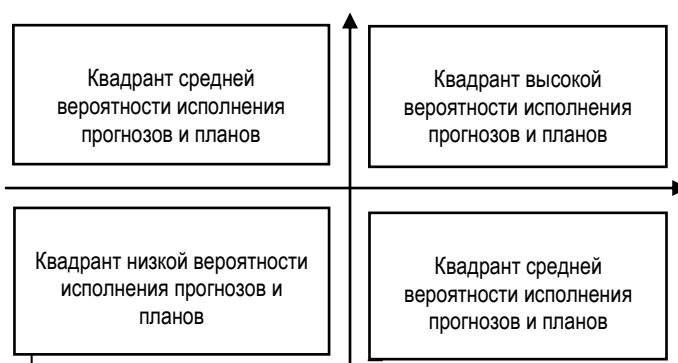 Квадрант средней
вероятности исполнения
прогнозов и планов
Квадрант высокой
вероятности исполнения
прогнозов и планов
Квадрант низкой вероятности
исполнения прогнозов и
планов
Квадрант средней
вероятности исполнения
прогнозов и планов